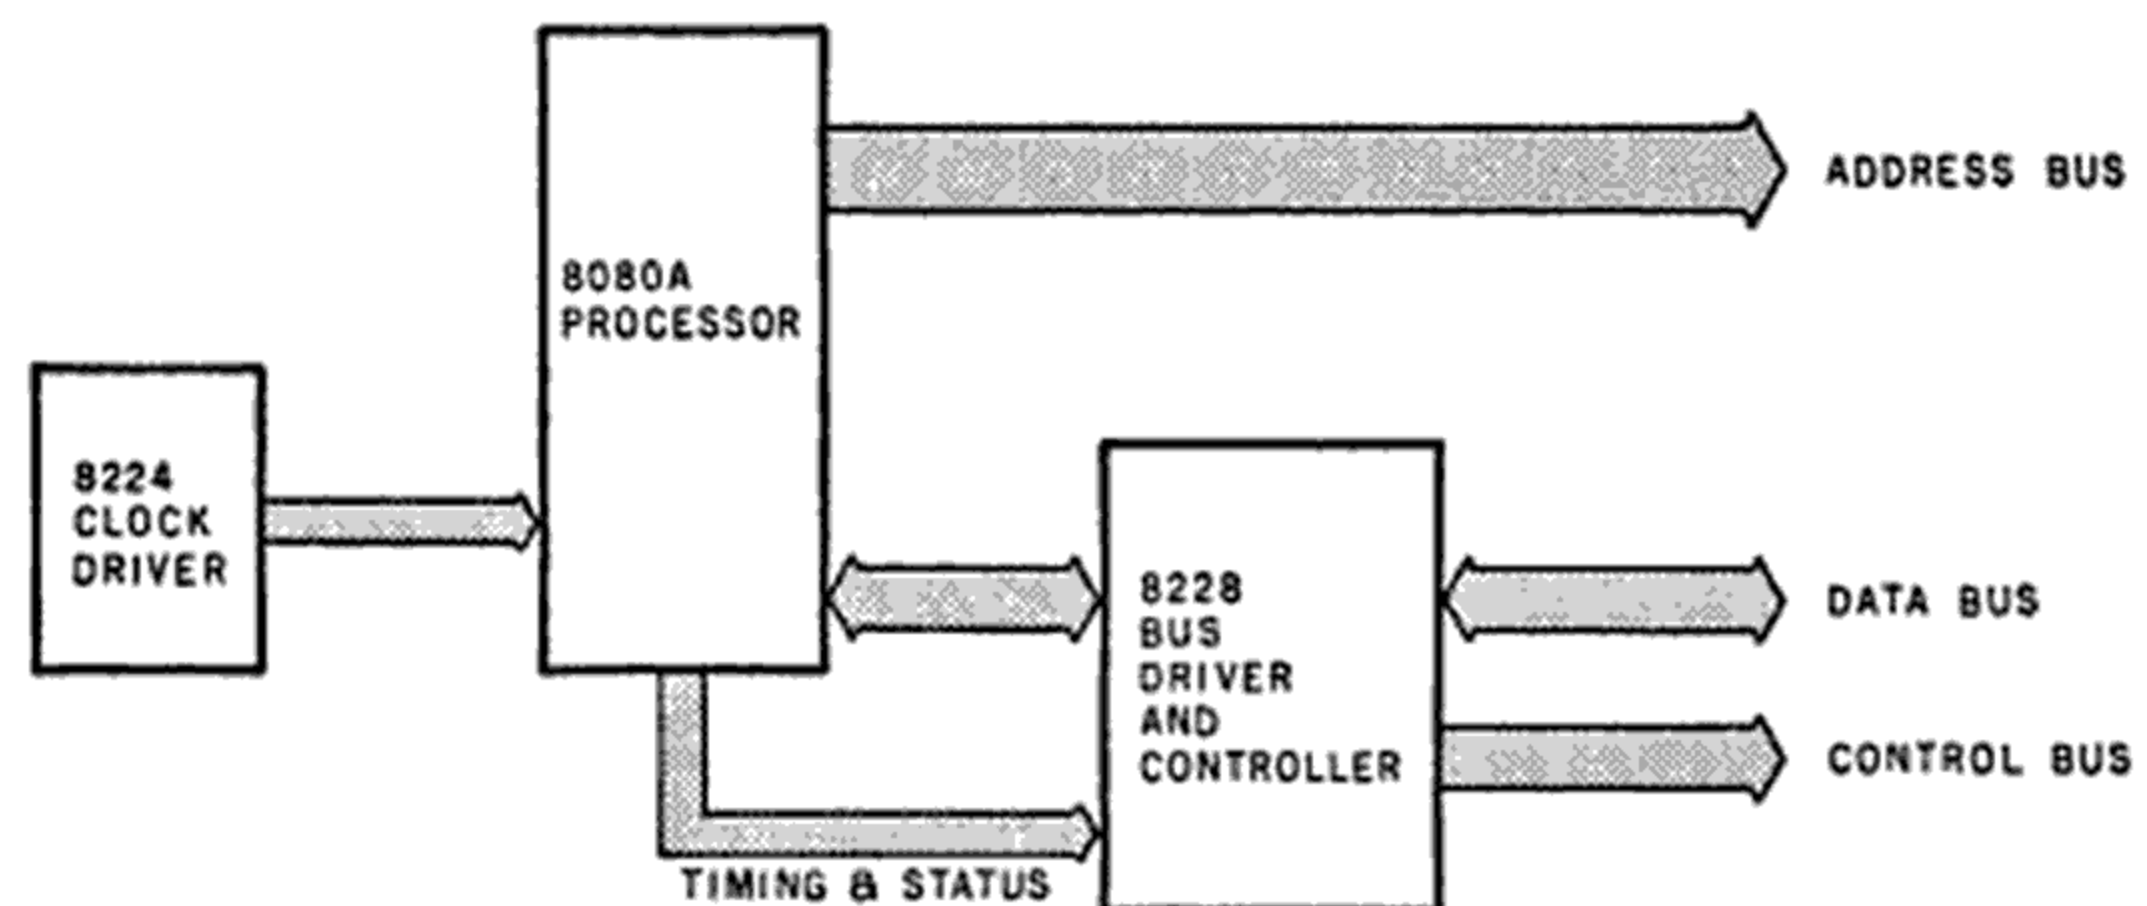 8080A
PROCESSOR
ADDRESS BUS
8224
CLOCK
DRIVER
8228
BUS
DRIVER
AND
CONTROLLER
DATA BUS
CONTROL BUS
TIMING & STATUS